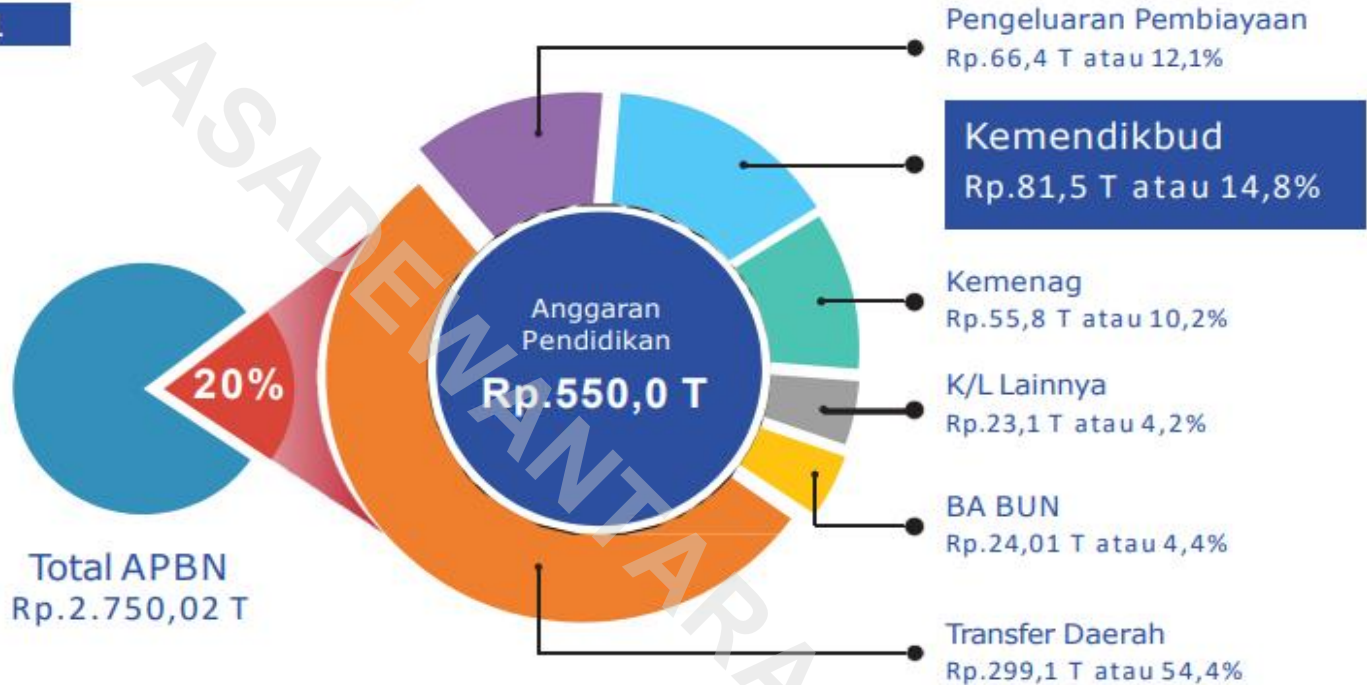 Pengeluaran Pembiayaan
Rp.66,4 T atau 12,1%
Kemendikbud
Rp.81,5 T atau 14,8%
Kemenag
Rp.55,8 T atau 10,2%
K/L Lainnya
Rp.23,1 T atau 4,2%
BA BUN
Rp.24,01 T atau 4,4%
Transfer Daerah
Rp.299,1 T atau 54,4%
Anggaran
Pendidikan
Rp.550,0 T
20%
Total APBN
Rp.2.750,02 T
ASADEWANTARA